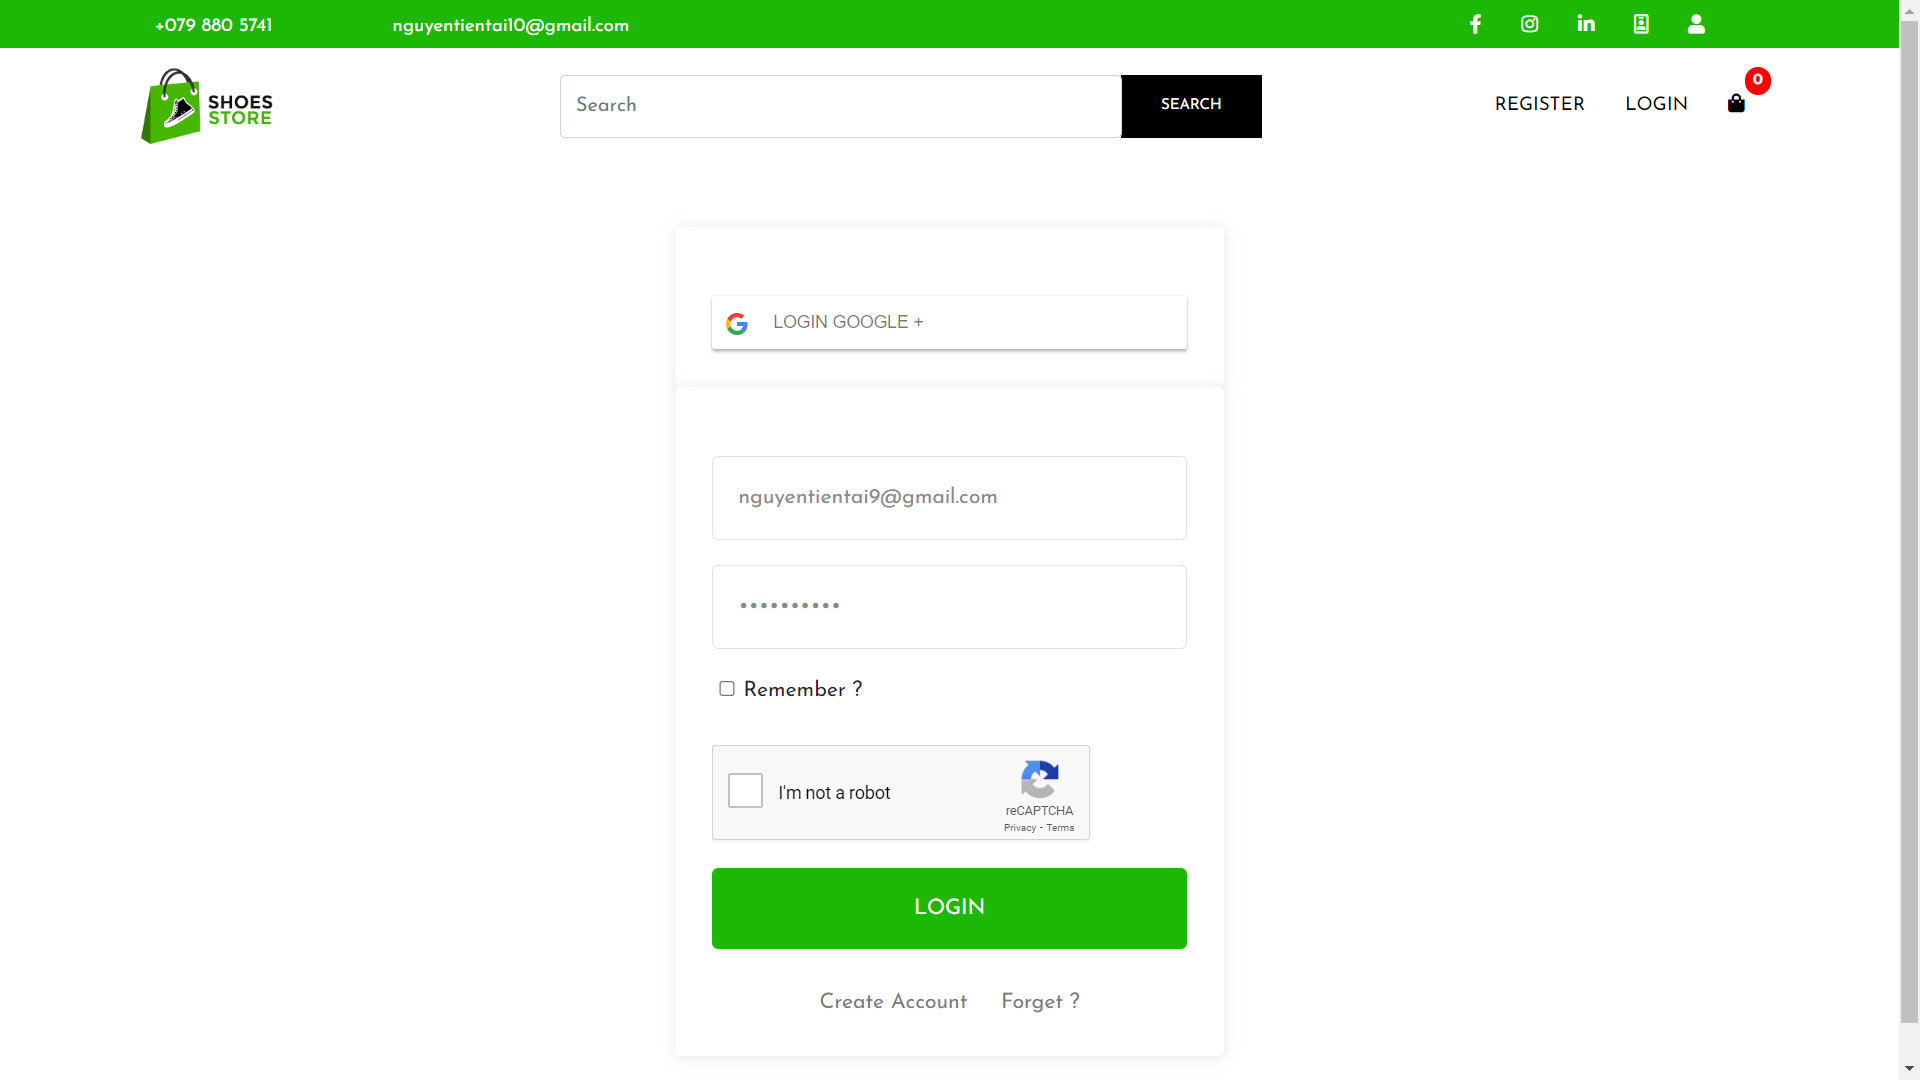 +079 880 5741
nguyentientai10@gmail.com
SHOES
STORE
Search
SEARCH
REGISTER
LOGIN
0
LOGIN GOOGLE +
nguyentientai9@gmail.com
••••••••••
Remember ?
I'm not a robot
reCAPTCHA
Privacy - Terms
LOGIN
Create Account
Forget ?